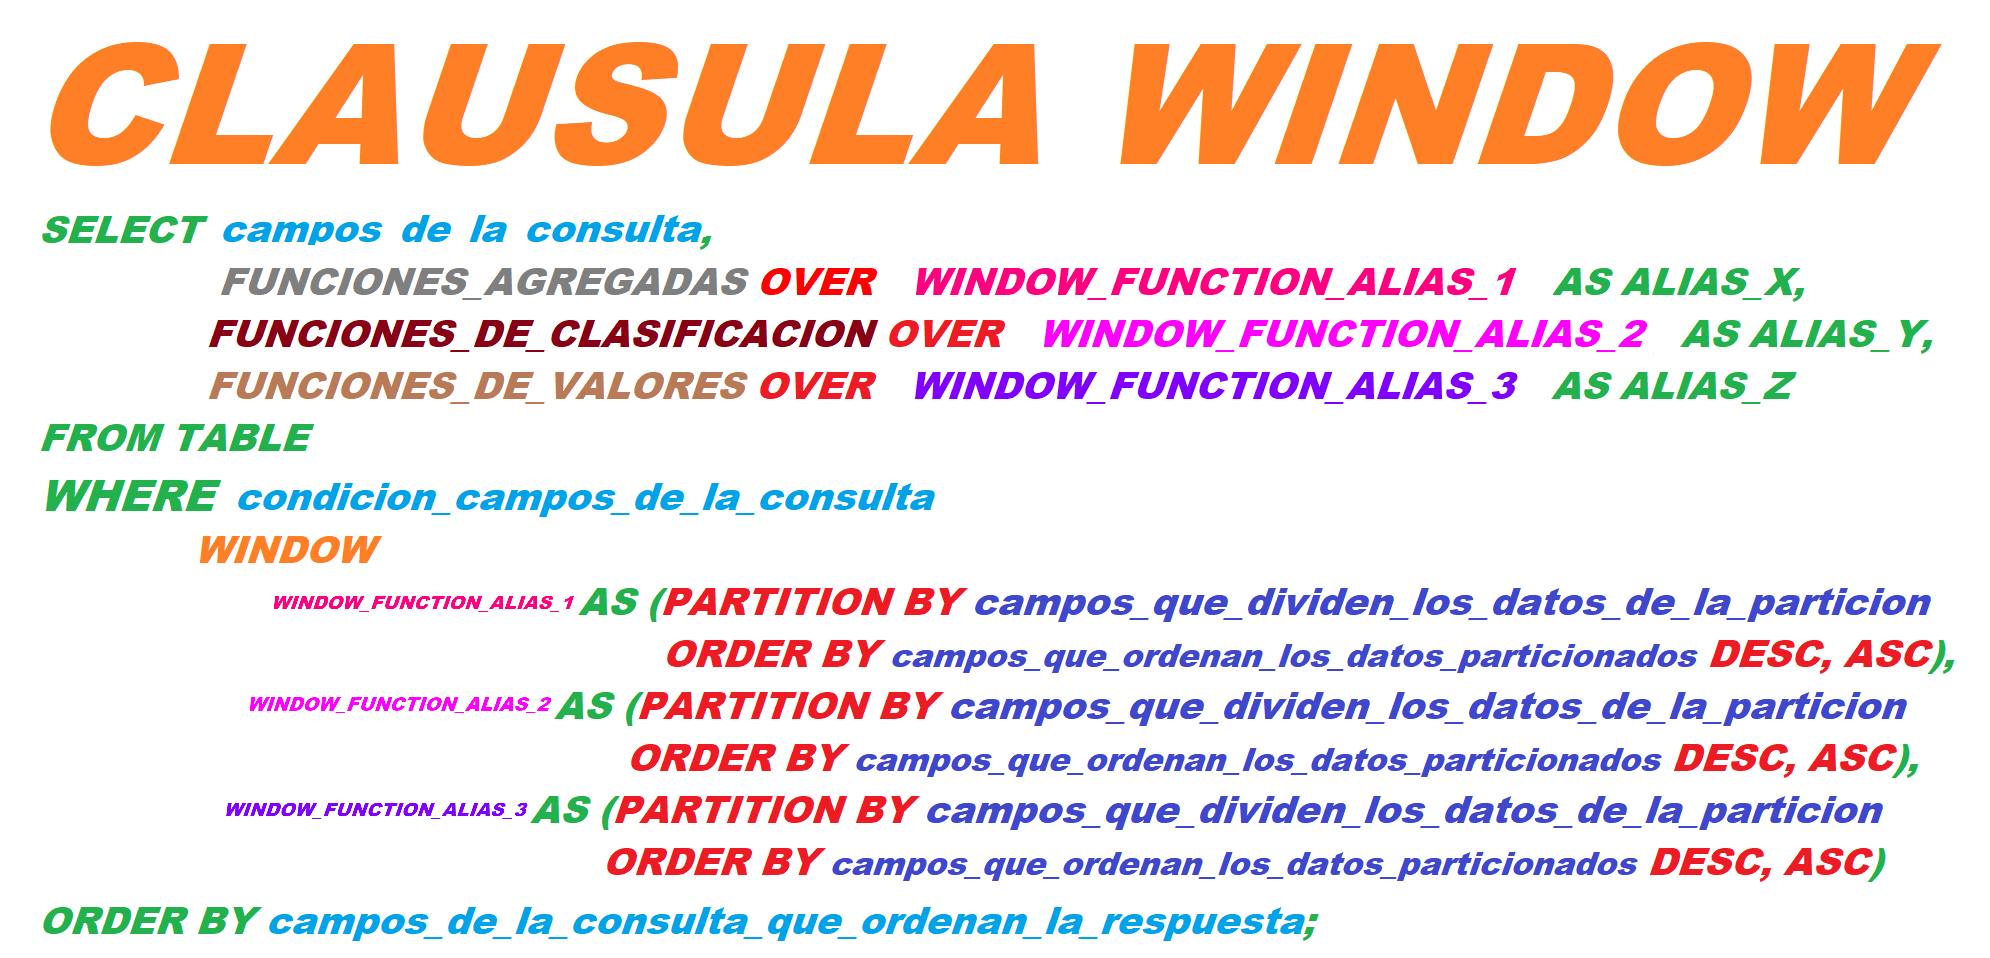 CLAUSULA WINDOW
SELECT campos de la consulta,
FUNCIONES_AGREGADAS OVER WINDOW_FUNCTION_ALIAS_1 AS ALIAS_X,
FUNCIONES_DE_CLASIFICACION OVER WINDOW_FUNCTION_ALIAS_2 AS ALIAS_Y,
FUNCIONES_DE_VALORES OVER WINDOW_FUNCTION_ALIAS_3 AS ALIAS_Z
FROM TABLE
WHERE condicion_campos_de_la_consulta
WINDOW
WINDOW_FUNCTION_ALIAS_1 AS (PARTITION BY campos_que_dividen_los_datos_de_la_particion
ORDER BY campos_que_ordenan_los_datos_particionados DESC, ASC),
WINDOW_FUNCTION_ALIAS_2 AS (PARTITION BY campos_que_dividen_los_datos_de_la_particion
ORDER BY campos_que_ordenan_los_datos_particionados DESC, ASC),
WINDOW_FUNCTION_ALIAS_3 AS (PARTITION BY campos_que_dividen_los_datos_de_la_particion
ORDER BY campos_que_ordenan_los_datos_particionados DESC, ASC)
ORDER BY campos_de_la_consulta_que_ordenan_la_respuesta;